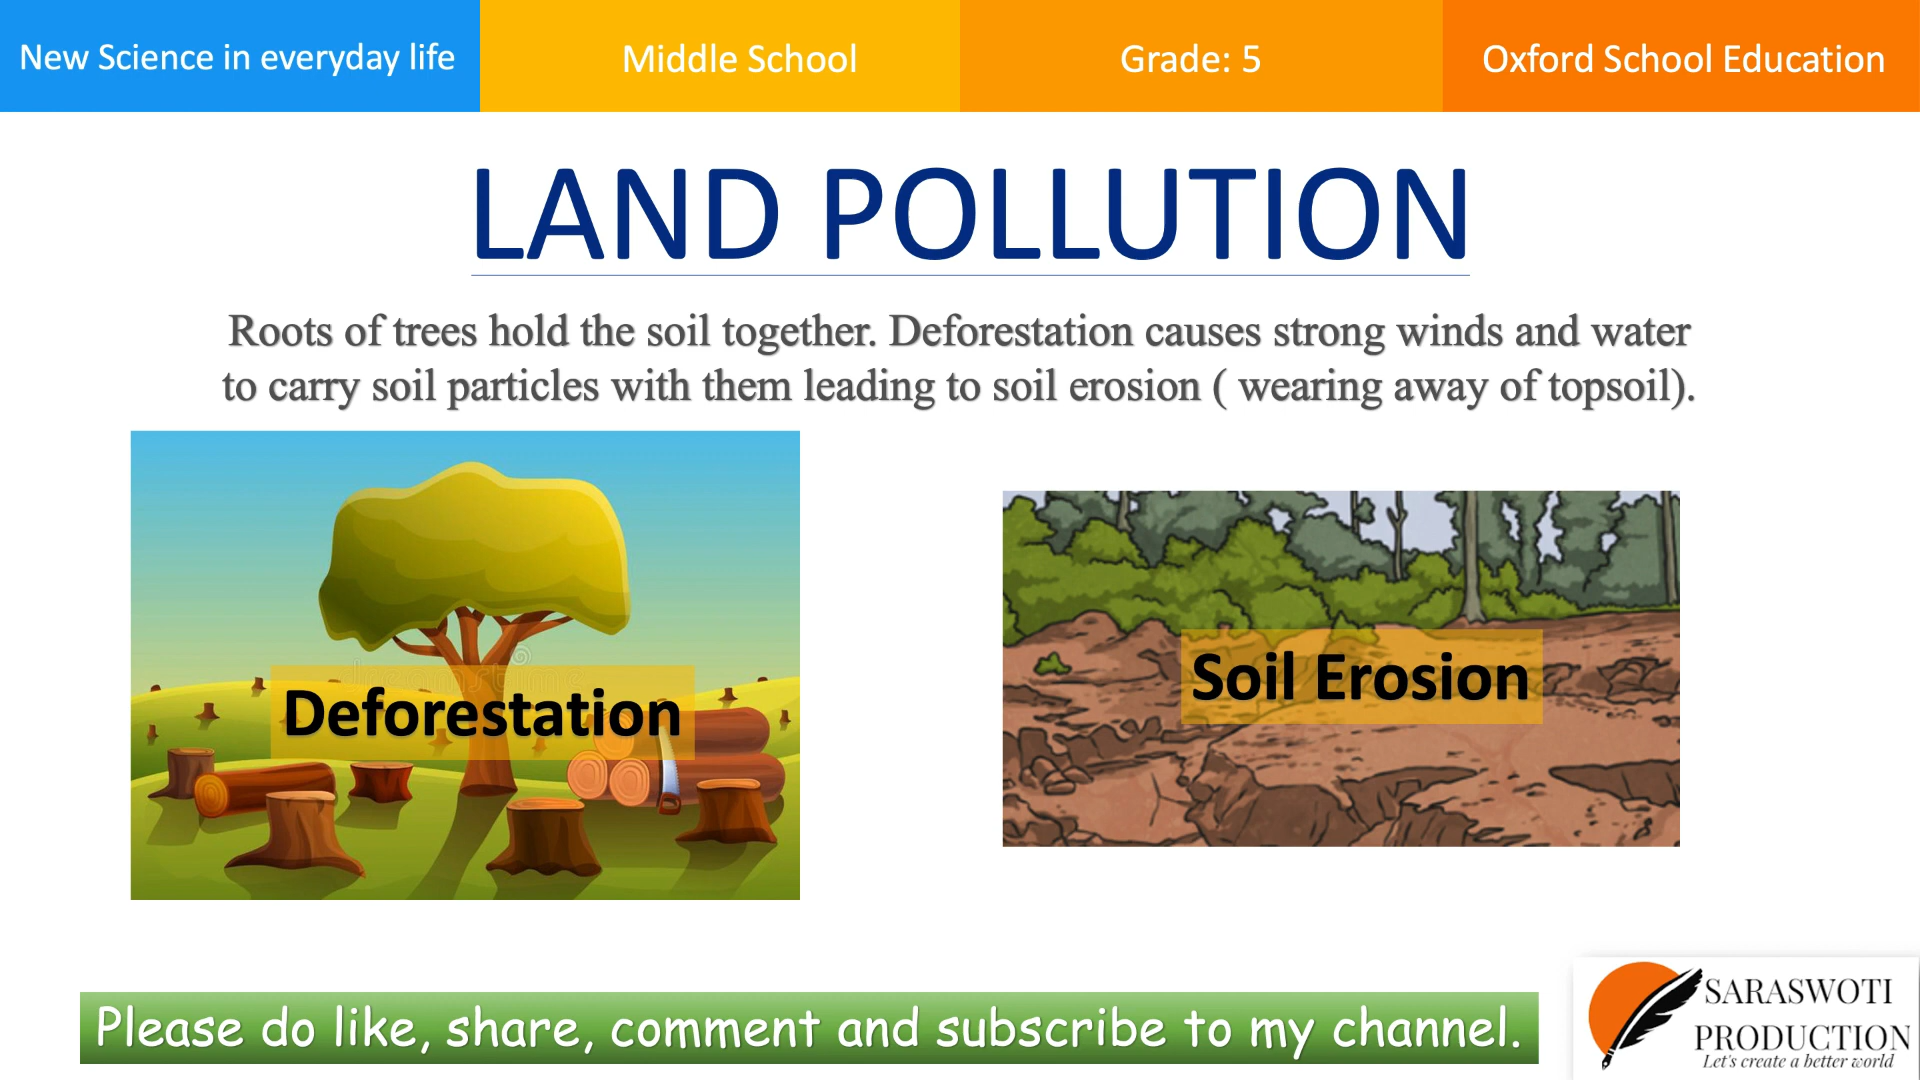 New Science in everyday life
Middle School
Grade: 5
Oxford School Education
LAND POLLUTION
Roots of trees hold the soil together. Deforestation causes strong winds and water
to carry soil particles with them leading to soil erosion ( wearing away of topsoil).
Deforestation
Soil Erosion
Please do like, share, comment and subscribe to my channel.
SARASWOTI
PRODUCTION
Let's create a better world